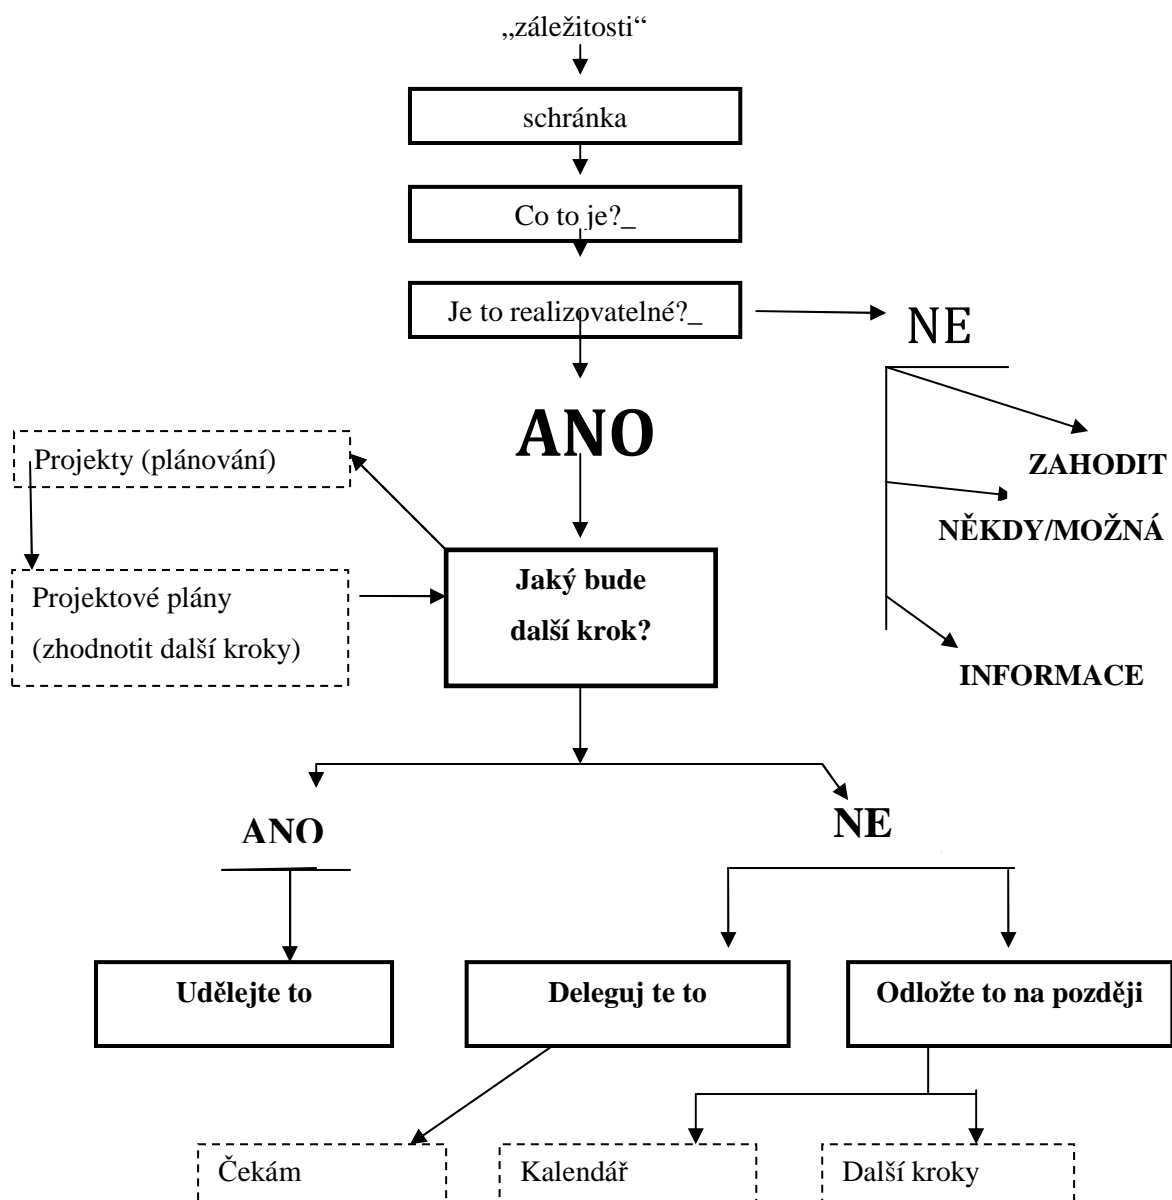 „záležitosti“
schránka
Co to je?_
Je to realizovatelné?_
NE
ANO
Projekty (plánování)
ZAHODIT
NĚKDY/MOŽNÁ
Jaký bude
další krok?
Projektové plány
(zhodnotit další kroky)
INFORMACE
ANO
NE
Udělejte to
Deleguj te to
Odložte to na později
Čekám
Kalendář
Další kroky